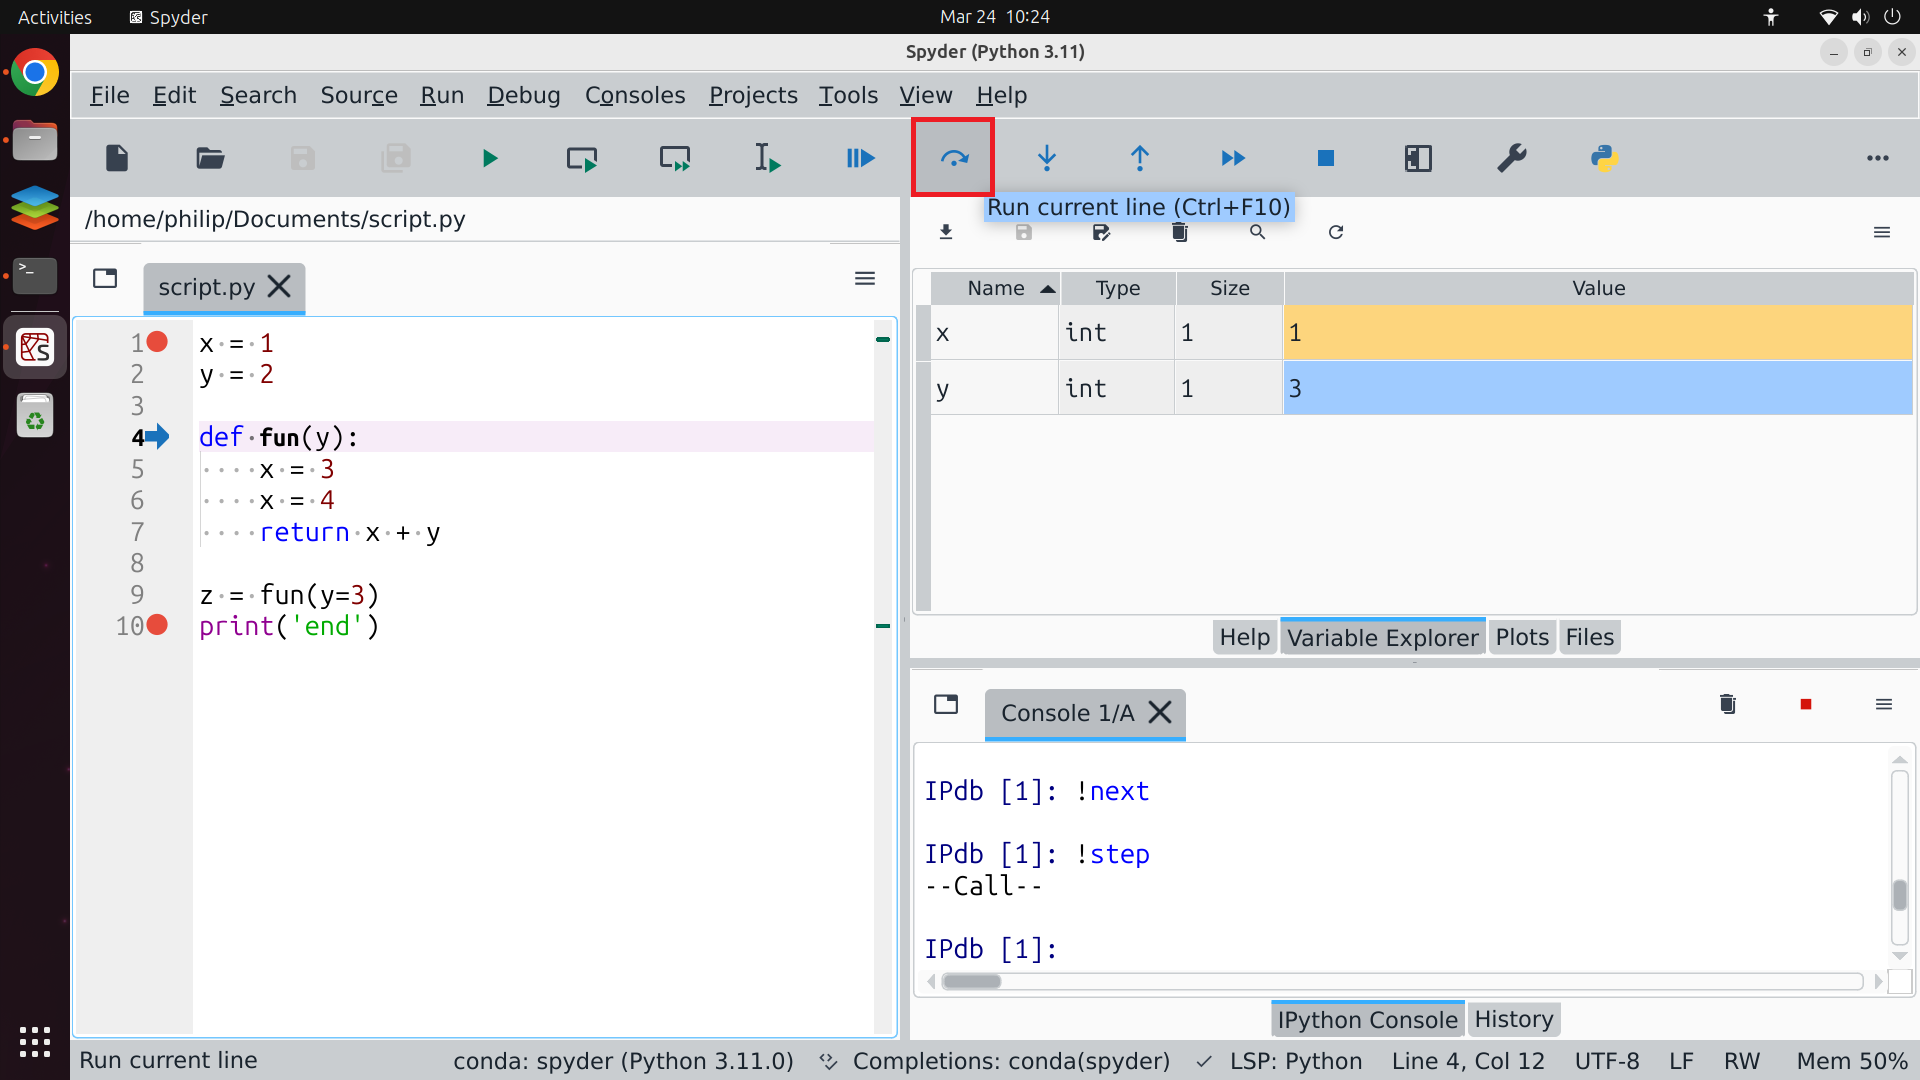 Activities Spyder Mar 24 10:24
Spyder (Python 3.11)
File Edit Search Source Run Debug Consoles Projects Tools View Help
Run current line (Ctrl+F10)
/home/philip/Documents/script.py
script.py
1 x = 1
2 y = 2
3
4 def fun(y):
5 x = 3
6 x = 4
7 return x + y
8
9 z = fun(y=3)
10 print('end')
Name Type Size Value
x int 1 1
y int 1 3
Help Variable Explorer Plots Files
Console 1/A
IPdb [1]: !next
IPdb [1]: !step
--Call--
IPdb [1]:
IPython Console History
Run current line conda: spyder (Python 3.11.0) Completions: conda(spyder) LSP: Python Line 4, Col 12 UTF-8 LF RW Mem 50%